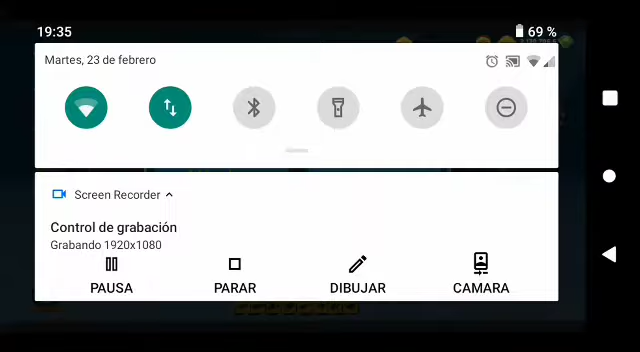 19:35
69 %
Martes, 23 de febrero
Screen Recorder
Control de grabación
Grabando 1920x1080
PAUSA
PARAR
DIBUJAR
CAMARA